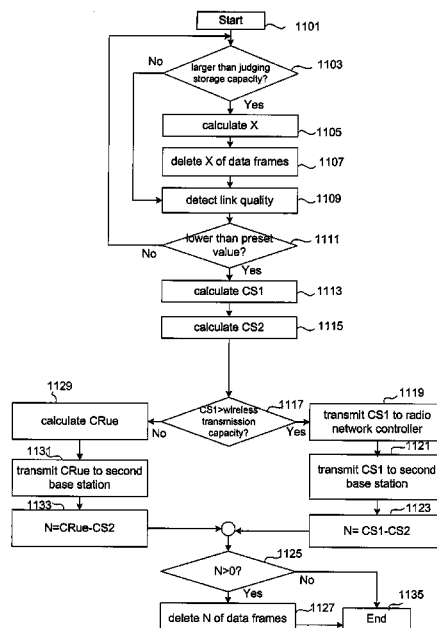 Start
1101
larger than judging
storage capacity?
1103
No
Yes
calculate X
1105
delete X of data frames
1107
detect link quality
1109
lower than preset
value?
1111
No
Yes
calculate CS1
1113
calculate CS2
1115
1129
calculate CRue
CS1>wireless
transmission
capacity?
1117
No
Yes
1119
transmit CS1 to radio
network controller
1131
transmit CRue to second
base station
1121
transmit CS1 to second
base station
1133
N=CRue-CS2
1123
N= CS1-CS2
N>0?
1125
No
Yes
delete N of data frames
1127
End
1135